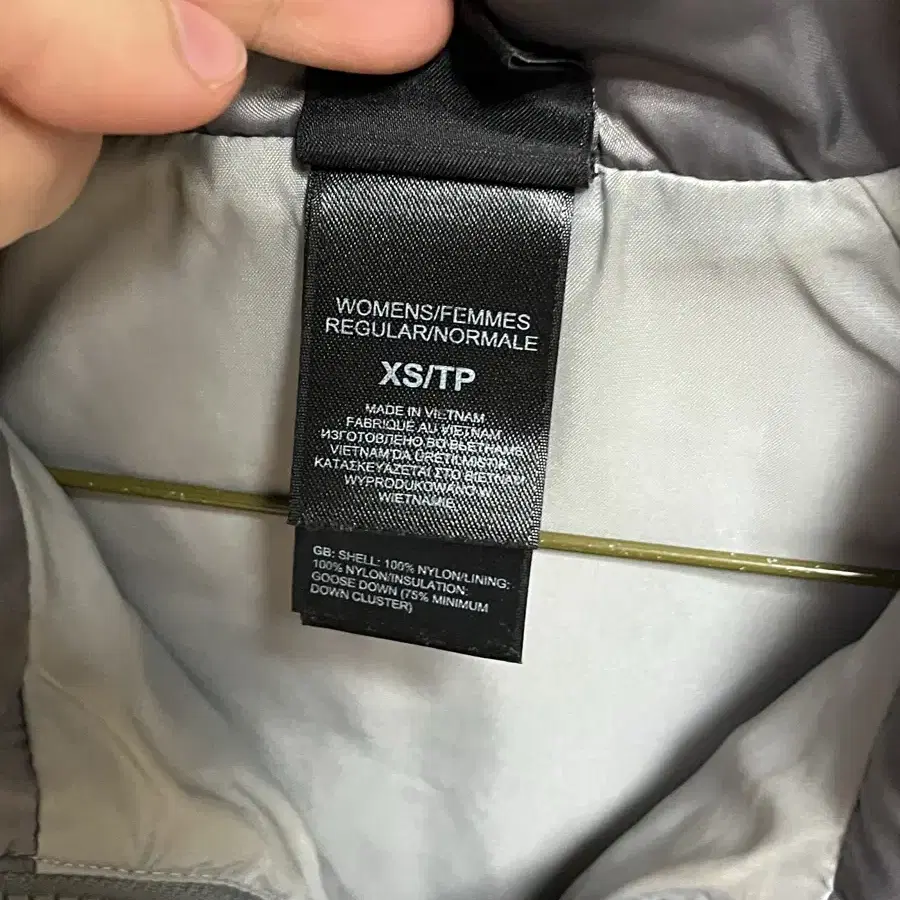 WOMENS/FEMMES
REGULAR/NORMALE
XS/TP
MADE IN VIETNAM
FABRIQUE AU VIETNAM
ИЗГОТОВЛЕНО ВО ВЬЕТНАМЕ
VIETNAM'DA ÜRETİLMİŞTİR
ΚΑΤΑΣΚΕΥΑΖΕΤΑΙ ΣΤΟ ΒΙΕΤΝΑΜ
WYPRODUKOWANO W
WIETNAMIE
GB: SHELL: 100% NYLON/LINING:
100% NYLON/INSULATION:
GOOSE DOWN (75% MINIMUM
DOWN CLUSTER)